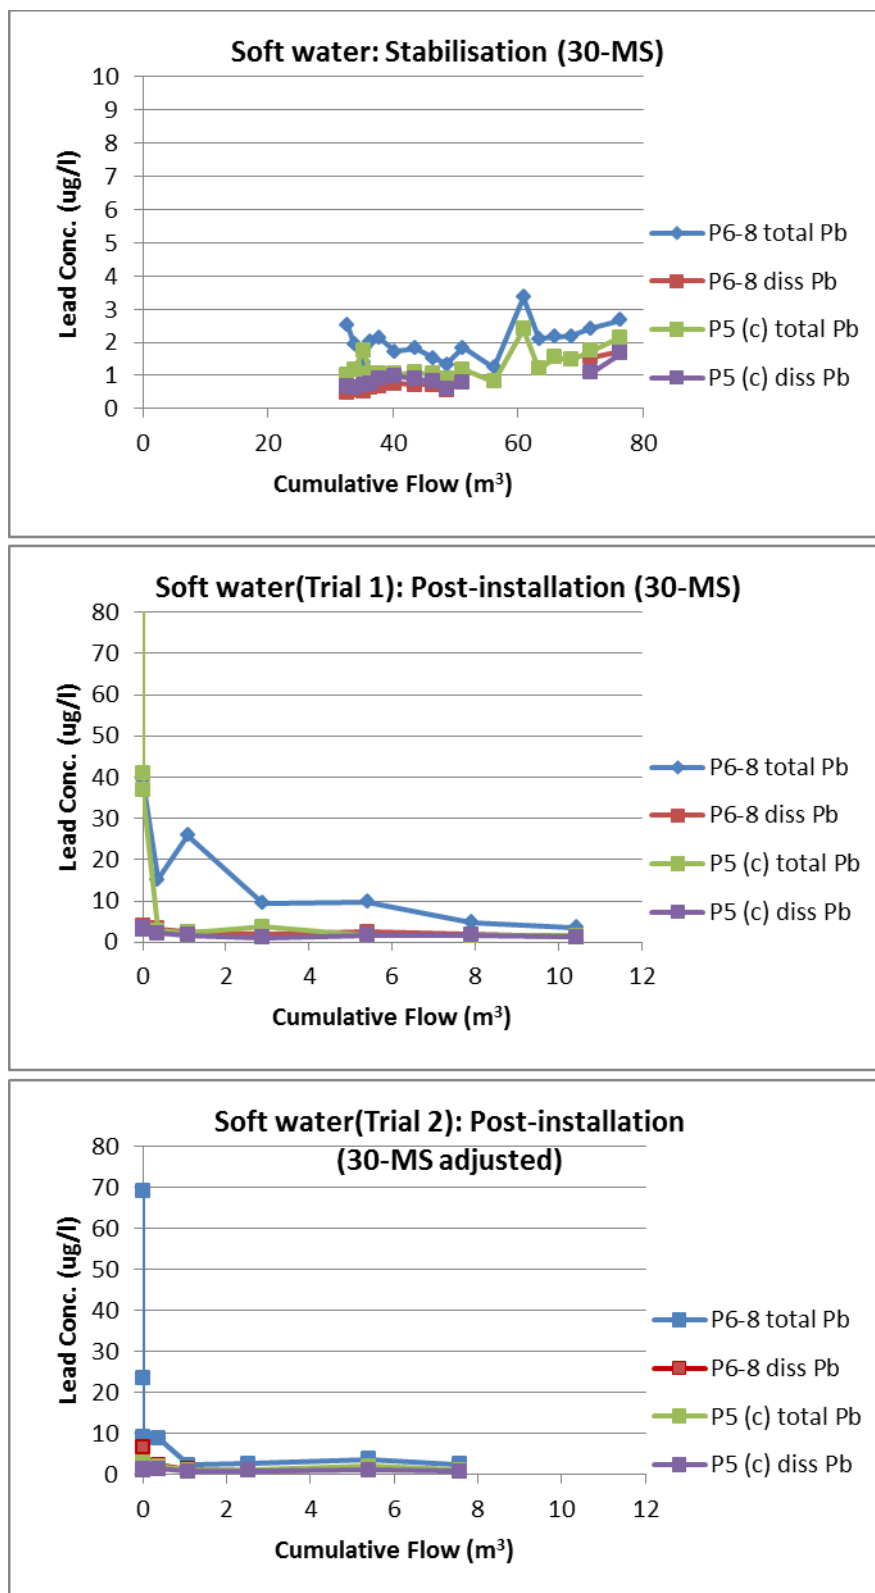 Soft water: Stabilisation (30-MS)
10
9
8
7
6
5
4
3
2
1
0
Lead Conc. (ug/l)
0 20 40 60 80
Cumulative Flow (m³)
P6-8 total Pb
P6-8 diss Pb
P5 (c) total Pb
P5 (c) diss Pb
Soft water(Trial 1): Post-installation (30-MS)
80
70
60
50
40
30
20
10
0
Lead Conc. (ug/l)
0 2 4 6 8 10 12
Cumulative Flow (m³)
P6-8 total Pb
P6-8 diss Pb
P5 (c) total Pb
P5 (c) diss Pb
Soft water(Trial 2): Post-installation
(30-MS adjusted)
80
70
60
50
40
30
20
10
0
Lead Conc. (ug/l)
0 2 4 6 8 10 12
Cumulative Flow (m³)
P6-8 total Pb
P6-8 diss Pb
P5 (c) total Pb
P5 (c) diss Pb